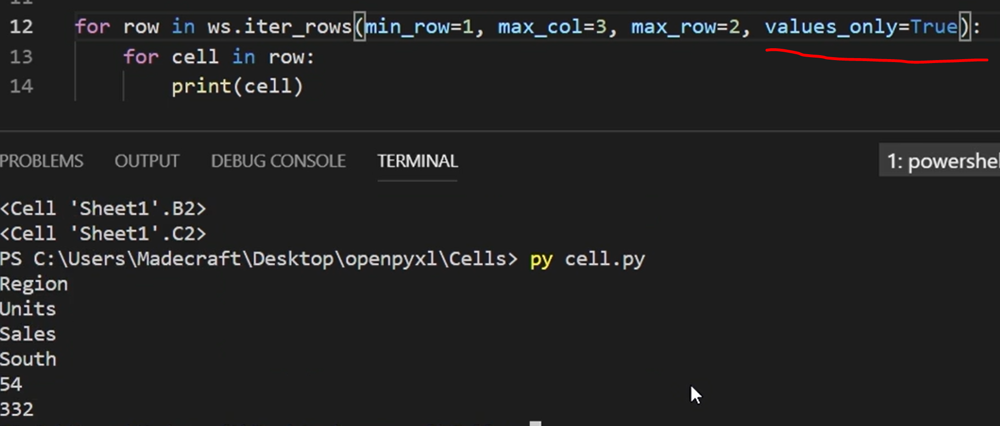 12 for row in ws.iter_rows(min_row=1, max_col=3, max_row=2, values_only=True):
13 for cell in row:
14 print(cell)
PROBLEMS OUTPUT DEBUG CONSOLE TERMINAL 1:
<Cell 'Sheet1'.B2>
<Cell 'Sheet1'.C2>
PS C:\Users\Madecraft\Desktop\openpyxl\Cells> py cell.py
Region
Units
Sales
South
54
332